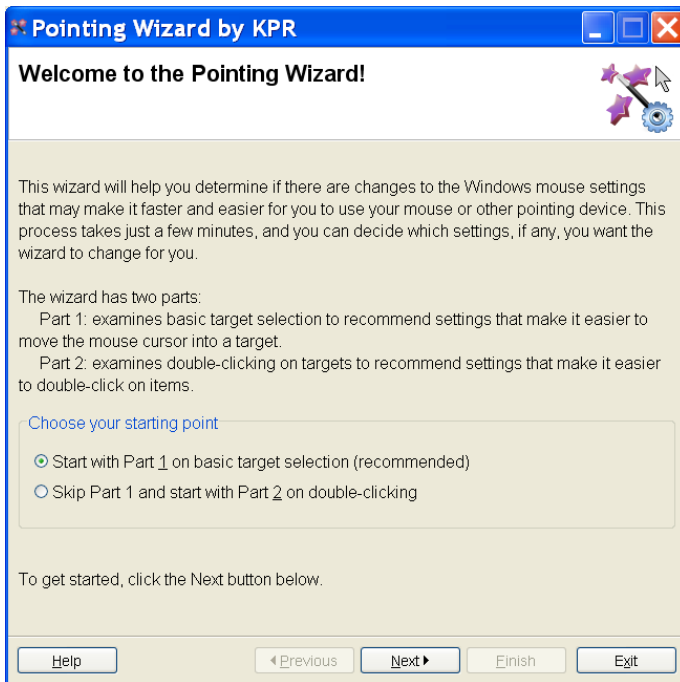 Pointing Wizard by KPR
Welcome to the Pointing Wizard!
This wizard will help you determine if there are changes to the Windows mouse settings
that may make it faster and easier for you to use your mouse or other pointing device. This
process takes just a few minutes, and you can decide which settings, if any, you want the
wizard to change for you.
The wizard has two parts:
Part 1: examines basic target selection to recommend settings that make it easier to
move the mouse cursor into a target.
Part 2: examines double-clicking on targets to recommend settings that make it easier
to double-click on items.
Choose your starting point
Start with Part 1 on basic target selection (recommended)
Skip Part 1 and start with Part 2 on double-clicking
To get started, click the Next button below.
Help Previous Next Finish Exit